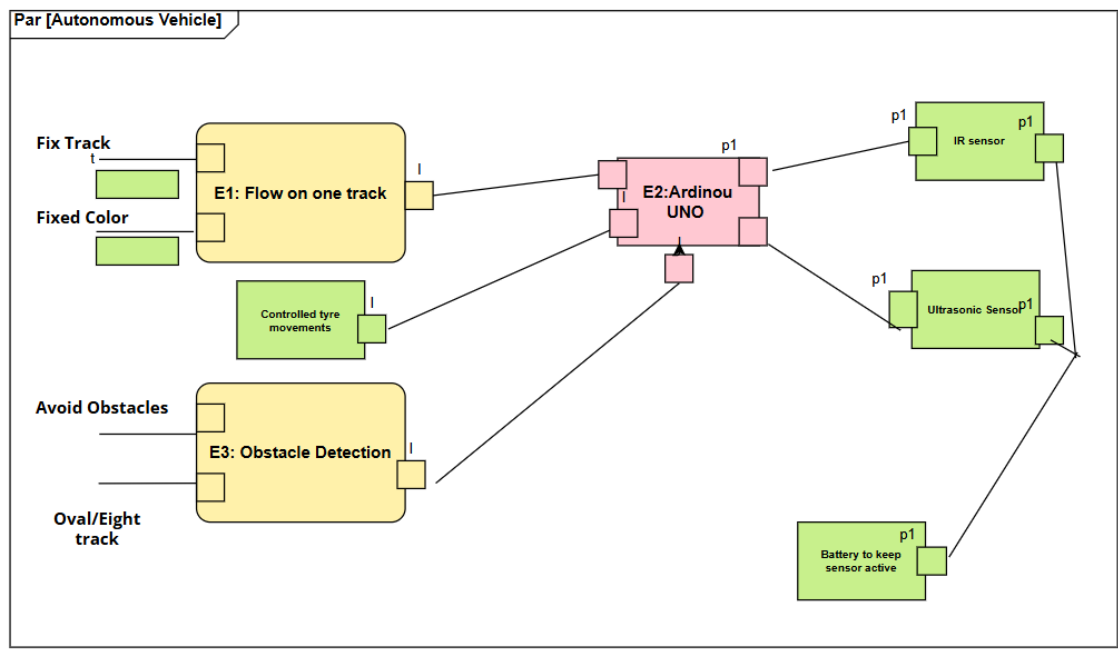 Par [Autonomous Vehicle]
Fix Track
t
Fixed Color
E1: Flow on one track
l
Controlled tyre
movements
l
Avoid Obstacles
Oval/Eight
track
E3: Obstacle Detection
l
p1
E2:Ardinou
UNO
l
l
p1
IR sensor
p1
p1
Ultrasonic Sensor
p1
Battery to keep
sensor active
p1